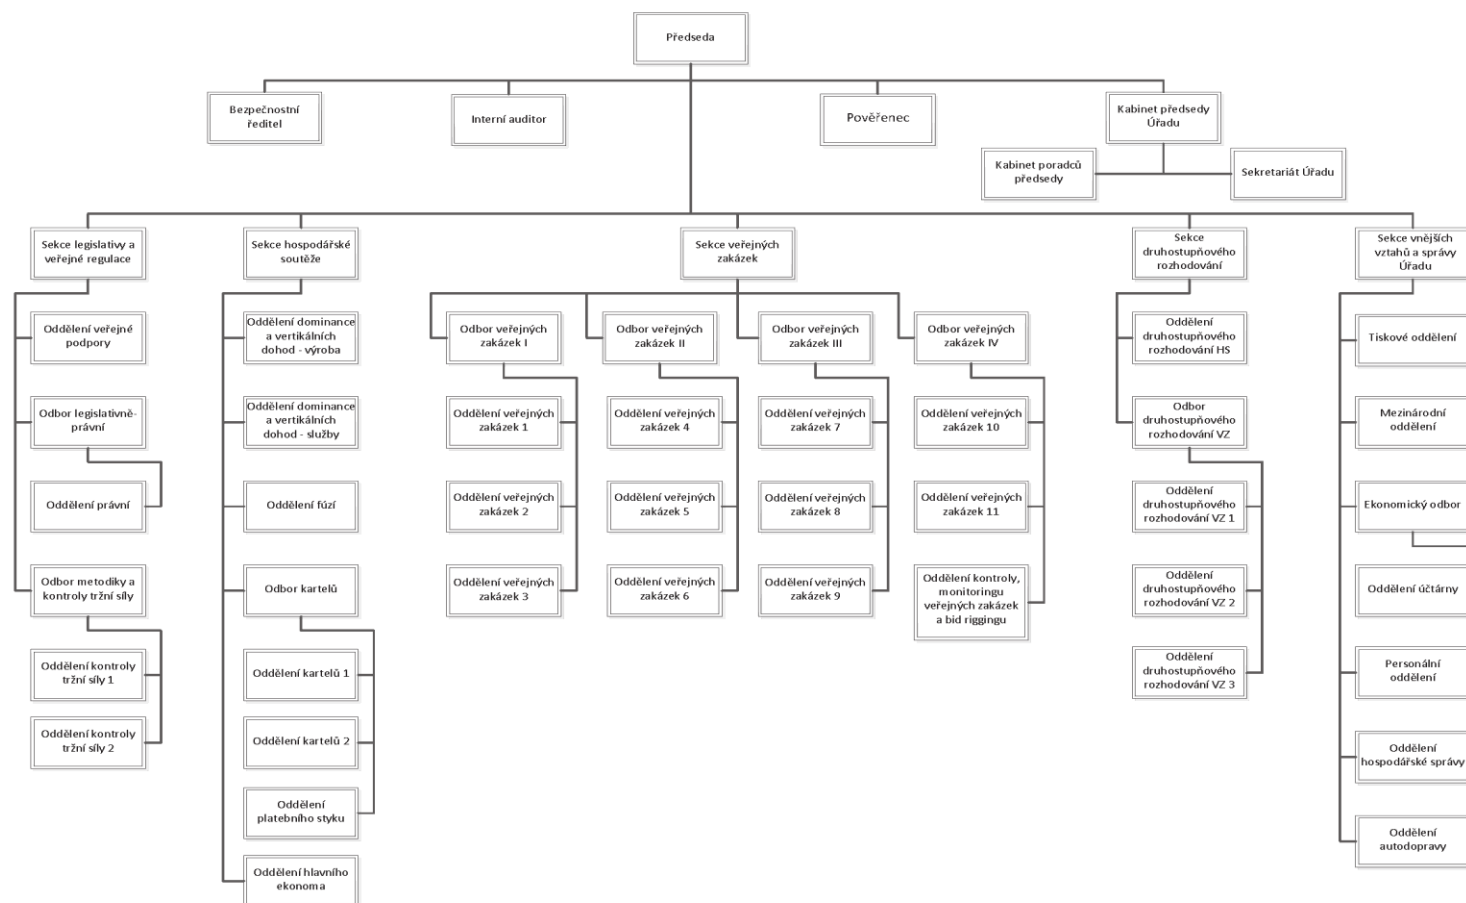 Předseda
Bezpečnostní
ředitel
Interní auditor
Pověřenec
Kabinet předsedy
Úřadu
Kabinet poradců
předsedy
Sekretariát Úřadu
Sekce legislativy a
veřejné regulace
Oddělení veřejné
podpory
Odbor legislativně-
právní
Oddělení právní
Odbor metodiky a
kontroly tržní síly
Oddělení kontroly
tržní síly 1
Oddělení kontroly
tržní síly 2
Sekce hospodářské
soutěže
Oddělení dominance
a vertikálních
dohod - výroba
Oddělení dominance
a vertikálních
dohod - služby
Oddělení fúzí
Odbor kartelů
Oddělení kartelů 1
Oddělení kartelů 2
Oddělení
platebního styku
Oddělení hlavního
ekonoma
Sekce veřejných
zakázek
Odbor veřejných
zakázek I
Oddělení veřejných
zakázek 1
Oddělení veřejných
zakázek 2
Oddělení veřejných
zakázek 3
Odbor veřejných
zakázek II
Oddělení veřejných
zakázek 4
Oddělení veřejných
zakázek 5
Oddělení veřejných
zakázek 6
Odbor veřejných
zakázek III
Oddělení veřejných
zakázek 7
Oddělení veřejných
zakázek 8
Oddělení veřejných
zakázek 9
Odbor veřejných
zakázek IV
Oddělení veřejných
zakázek 10
Oddělení veřejných
zakázek 11
Oddělení kontroly,
monitoringu
veřejných zakázek
a bid riggingu
Sekce
druhostupňového
rozhodování
Oddělení
druhostupňového
rozhodování HS
Odbor
druhostupňového
rozhodování VZ
Oddělení
druhostupňového
rozhodování VZ 1
Oddělení
druhostupňového
rozhodování VZ 2
Oddělení
druhostupňového
rozhodování VZ 3
Sekce vnějších
vztahů a správy
Úřadu
Tiskové oddělení
Mezinárodní
oddělení
Ekonomický odbor
Oddělení účtárny
Personální
oddělení
Oddělení
hospodářské správy
Oddělení
autodopravy